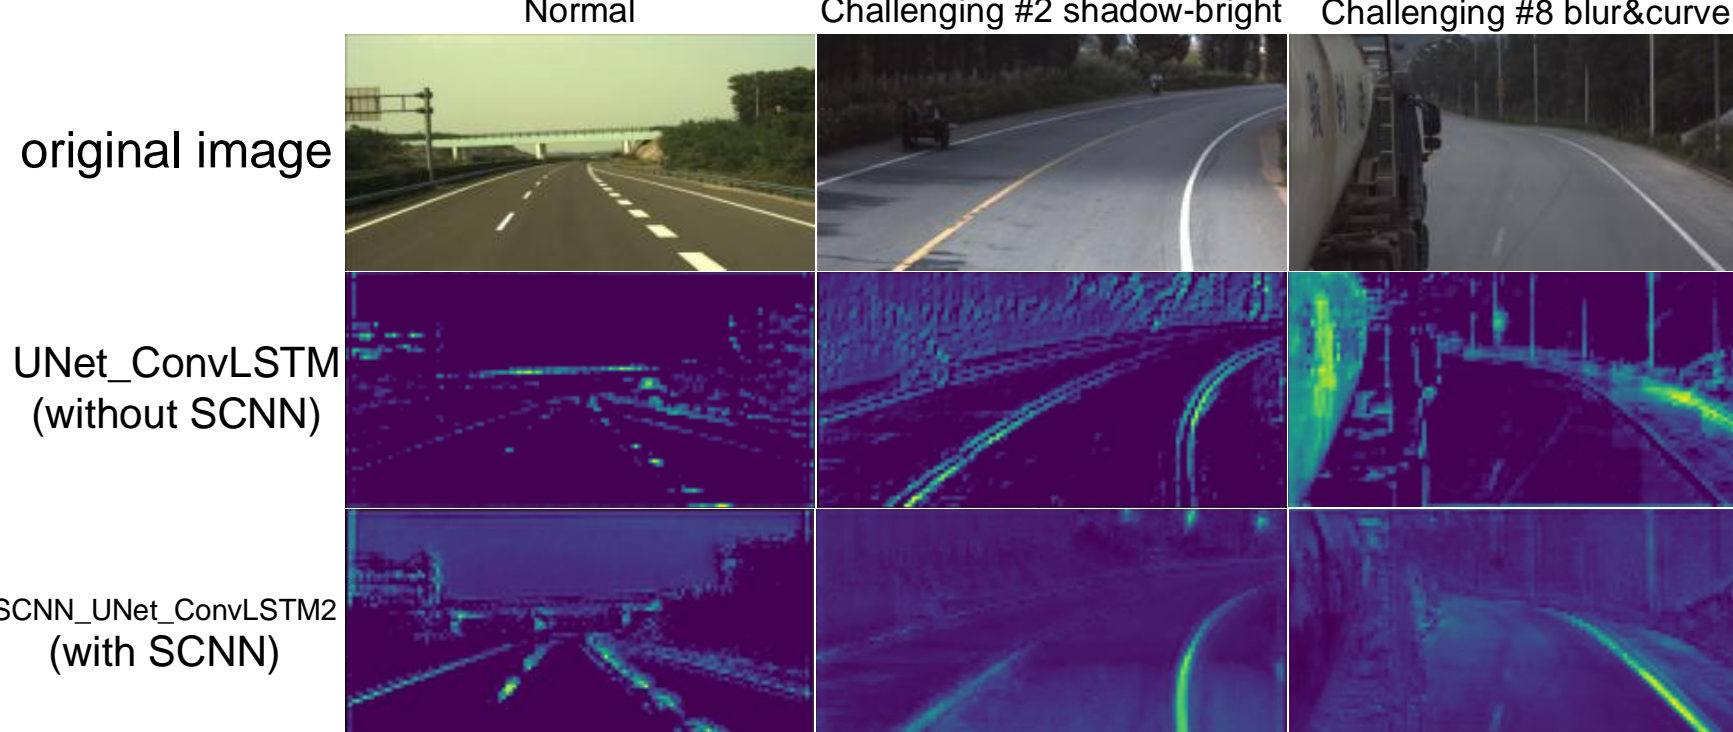 Normal
Challenging #2 shadow-bright
Challenging #8 blur&curve
original image
UNet_ConvLSTM
(without SCNN)
SCNN_UNet_ConvLSTM2
(with SCNN)